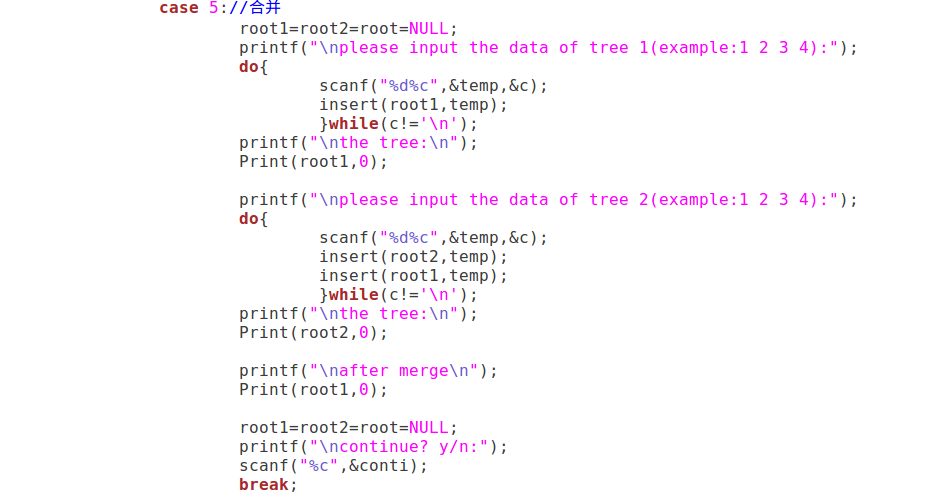 case 5://合并
root1=root2=root=NULL;
printf("\nplease input the data of tree 1(example:1 2 3 4):");
do{
scanf("%d%c",&temp,&c);
insert(root1,temp);
}while(c!='\n');
printf("\nthe tree:\n");
Print(root1,0);
printf("\nplease input the data of tree 2(example:1 2 3 4):");
do{
scanf("%d%c",&temp,&c);
insert(root2,temp);
insert(root1,temp);
}while(c!='\n');
printf("\nthe tree:\n");
Print(root2,0);
printf("\nafter merge\n");
Print(root1,0);
root1=root2=root=NULL;
printf("\ncontinue? y/n:");
scanf("%c",&conti);
break;